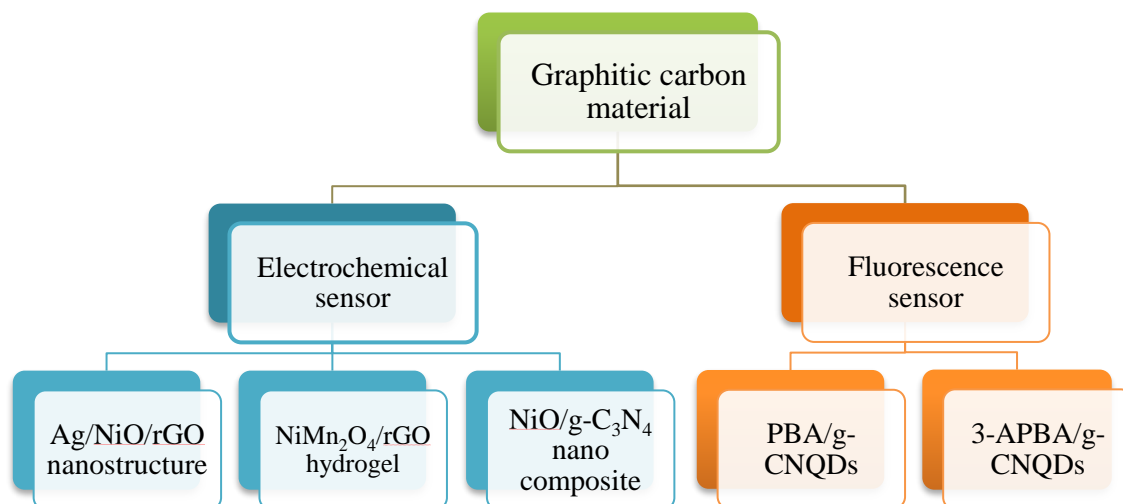 Graphitic carbon
material
Electrochemical
sensor
Fluorescence
sensor
Ag/NiO/rGO
nanostructure
NiMn₂O₄/rGO
hydrogel
NiO/g-C₃N₄
nano
composite
PBA/g-
CNQDs
3-APBA/g-
CNQDs